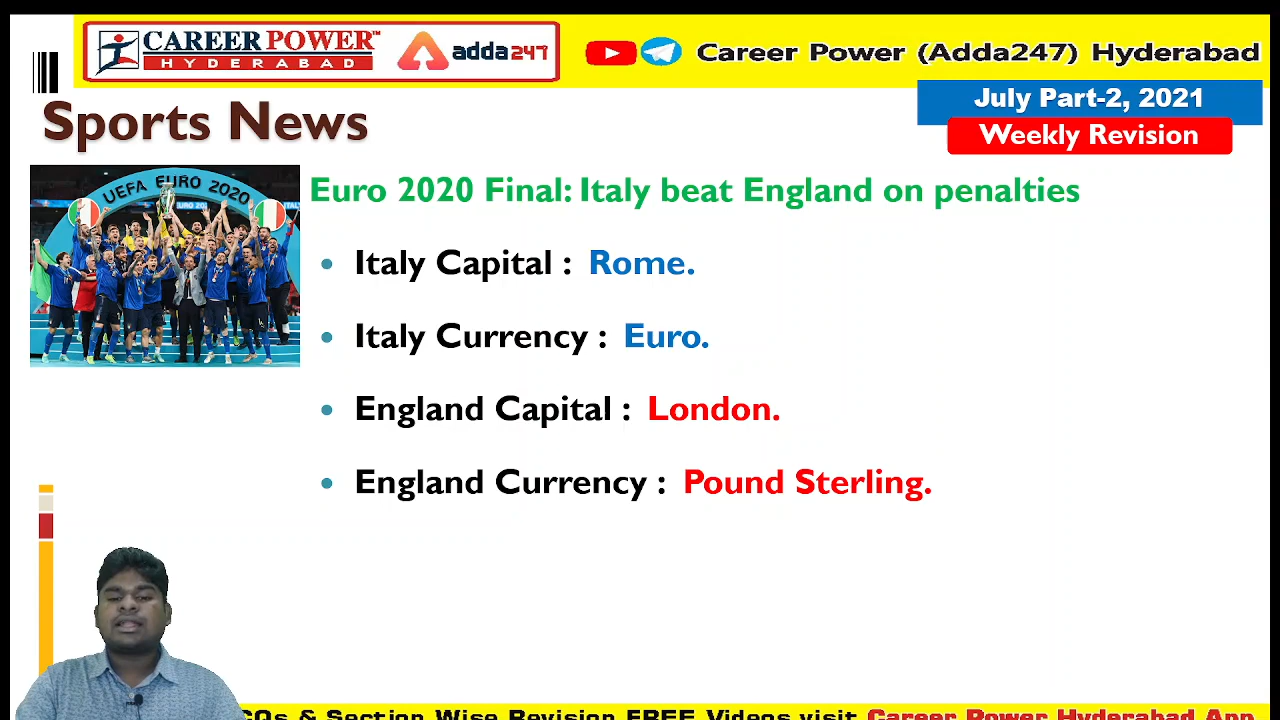 CAREER POWER™
HYDERABAD
adda247
Career Power (Adda247) Hyderabad
July Part-2, 2021
Weekly Revision
Sports News
UEFA EURO 2020
Euro 2020 Final: Italy beat England on penalties
• Italy Capital : Rome.
• Italy Currency : Euro.
• England Capital : London.
• England Currency : Pound Sterling.
& Section Wise Revision FREE Videos visit Career Power Hyderabad App